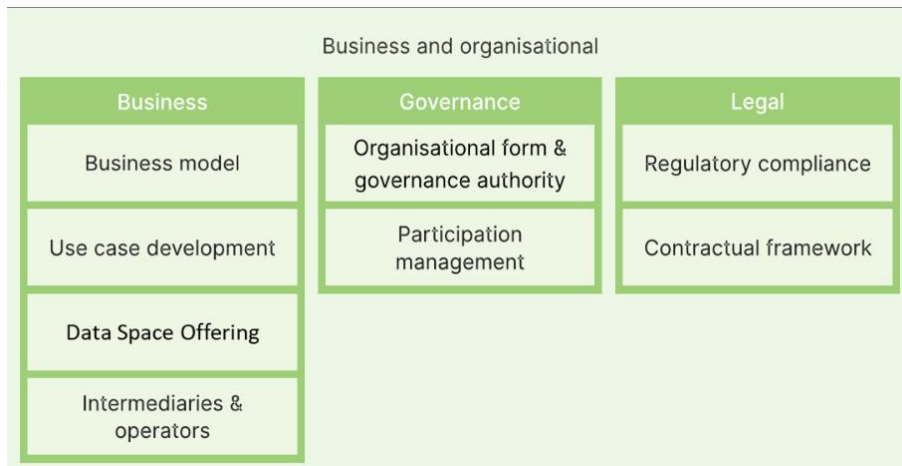 Business and organisational
Business
Business model
Use case development
Data Space Offering
Intermediaries &
operators
Governance
Organisational form &
governance authority
Participation
management
Legal
Regulatory compliance
Contractual framework